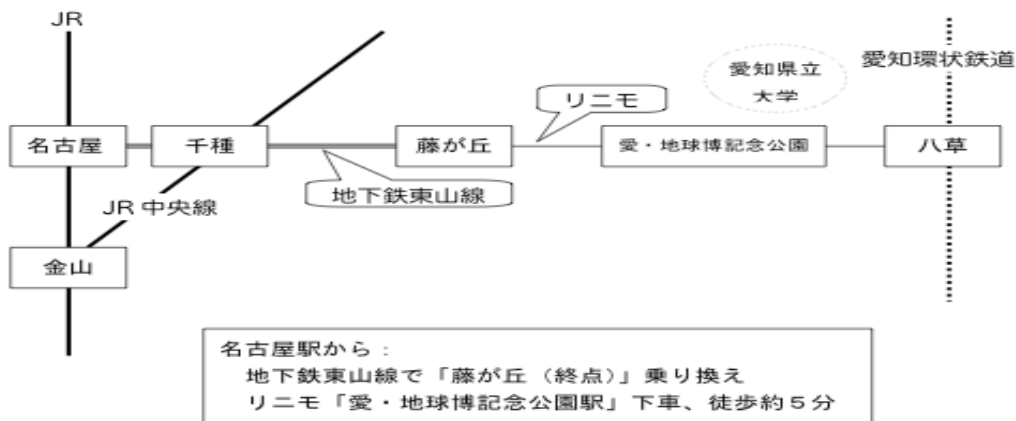 JR
愛知環状鉄道
愛知県立
大学
リニモ
名古屋
千種
藤が丘
愛・地球博記念公園
八草
地下鉄東山線
JR 中央線
金山
名古屋駅から：
地下鉄東山線で「藤が丘（終点）」乗り換え
リニモ「愛・地球博記念公園駅」下車、徒歩約５分